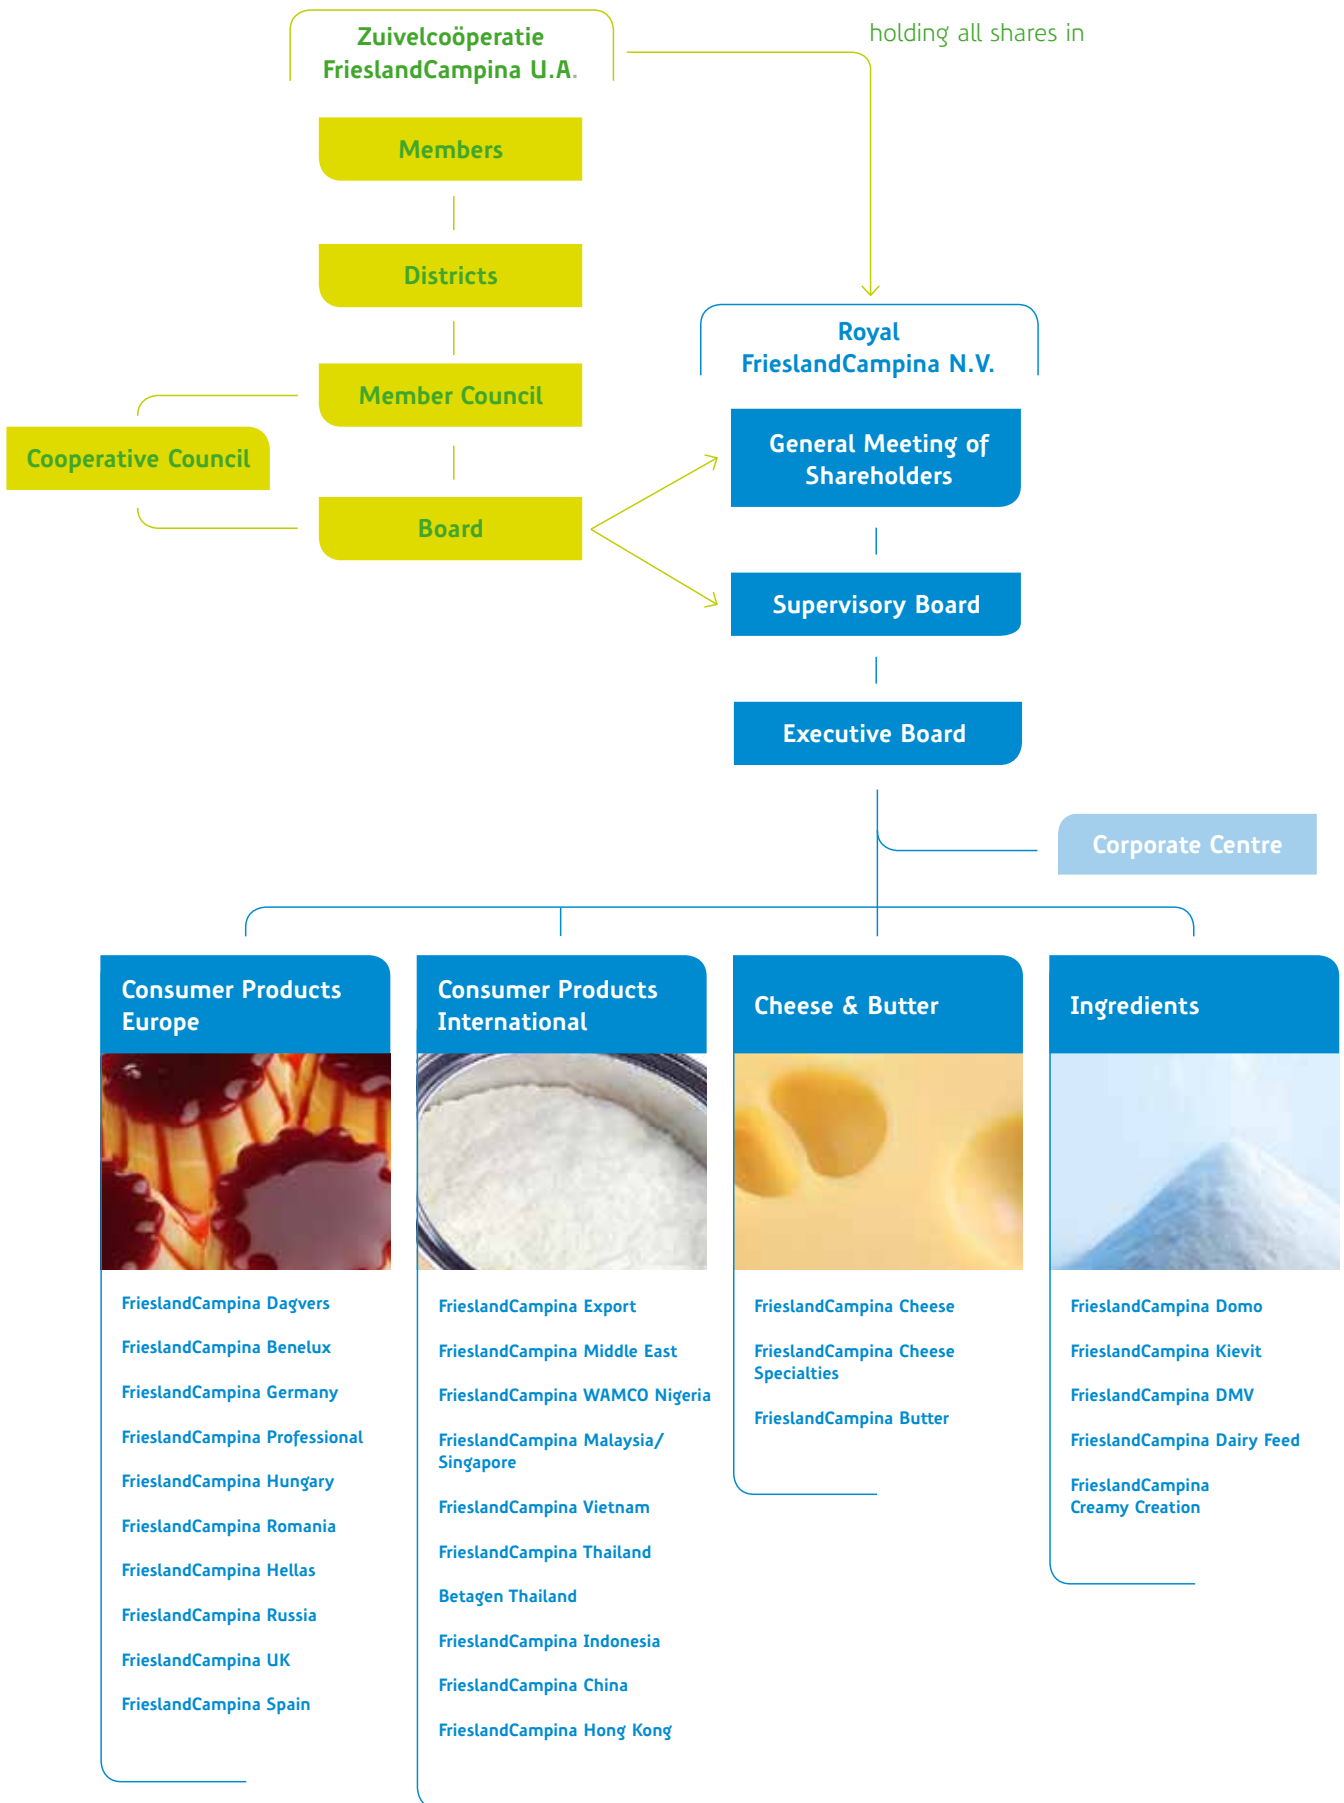 Zuivelcoöperatie
FrieslandCampina U.A.
holding all shares in
Members
Districts
Member Council
Cooperative Council
Board
Royal
FrieslandCampina N.V.
General Meeting of
Shareholders
Supervisory Board
Executive Board
Corporate Centre
Consumer Products
Europe
FrieslandCampina Dagvers
FrieslandCampina Benelux
FrieslandCampina Germany
FrieslandCampina Professional
FrieslandCampina Hungary
FrieslandCampina Romania
FrieslandCampina Hellas
FrieslandCampina Russia
FrieslandCampina UK
FrieslandCampina Spain
Consumer Products
International
FrieslandCampina Export
FrieslandCampina Middle East
FrieslandCampina WAMCO Nigeria
FrieslandCampina Malaysia/
Singapore
FrieslandCampina Vietnam
FrieslandCampina Thailand
Betagen Thailand
FrieslandCampina Indonesia
FrieslandCampina China
FrieslandCampina Hong Kong
Cheese & Butter
FrieslandCampina Cheese
FrieslandCampina Cheese
Specialties
FrieslandCampina Butter
Ingredients
FrieslandCampina Domo
FrieslandCampina Kievit
FrieslandCampina DMV
FrieslandCampina Dairy Feed
FrieslandCampina
Creamy Creation